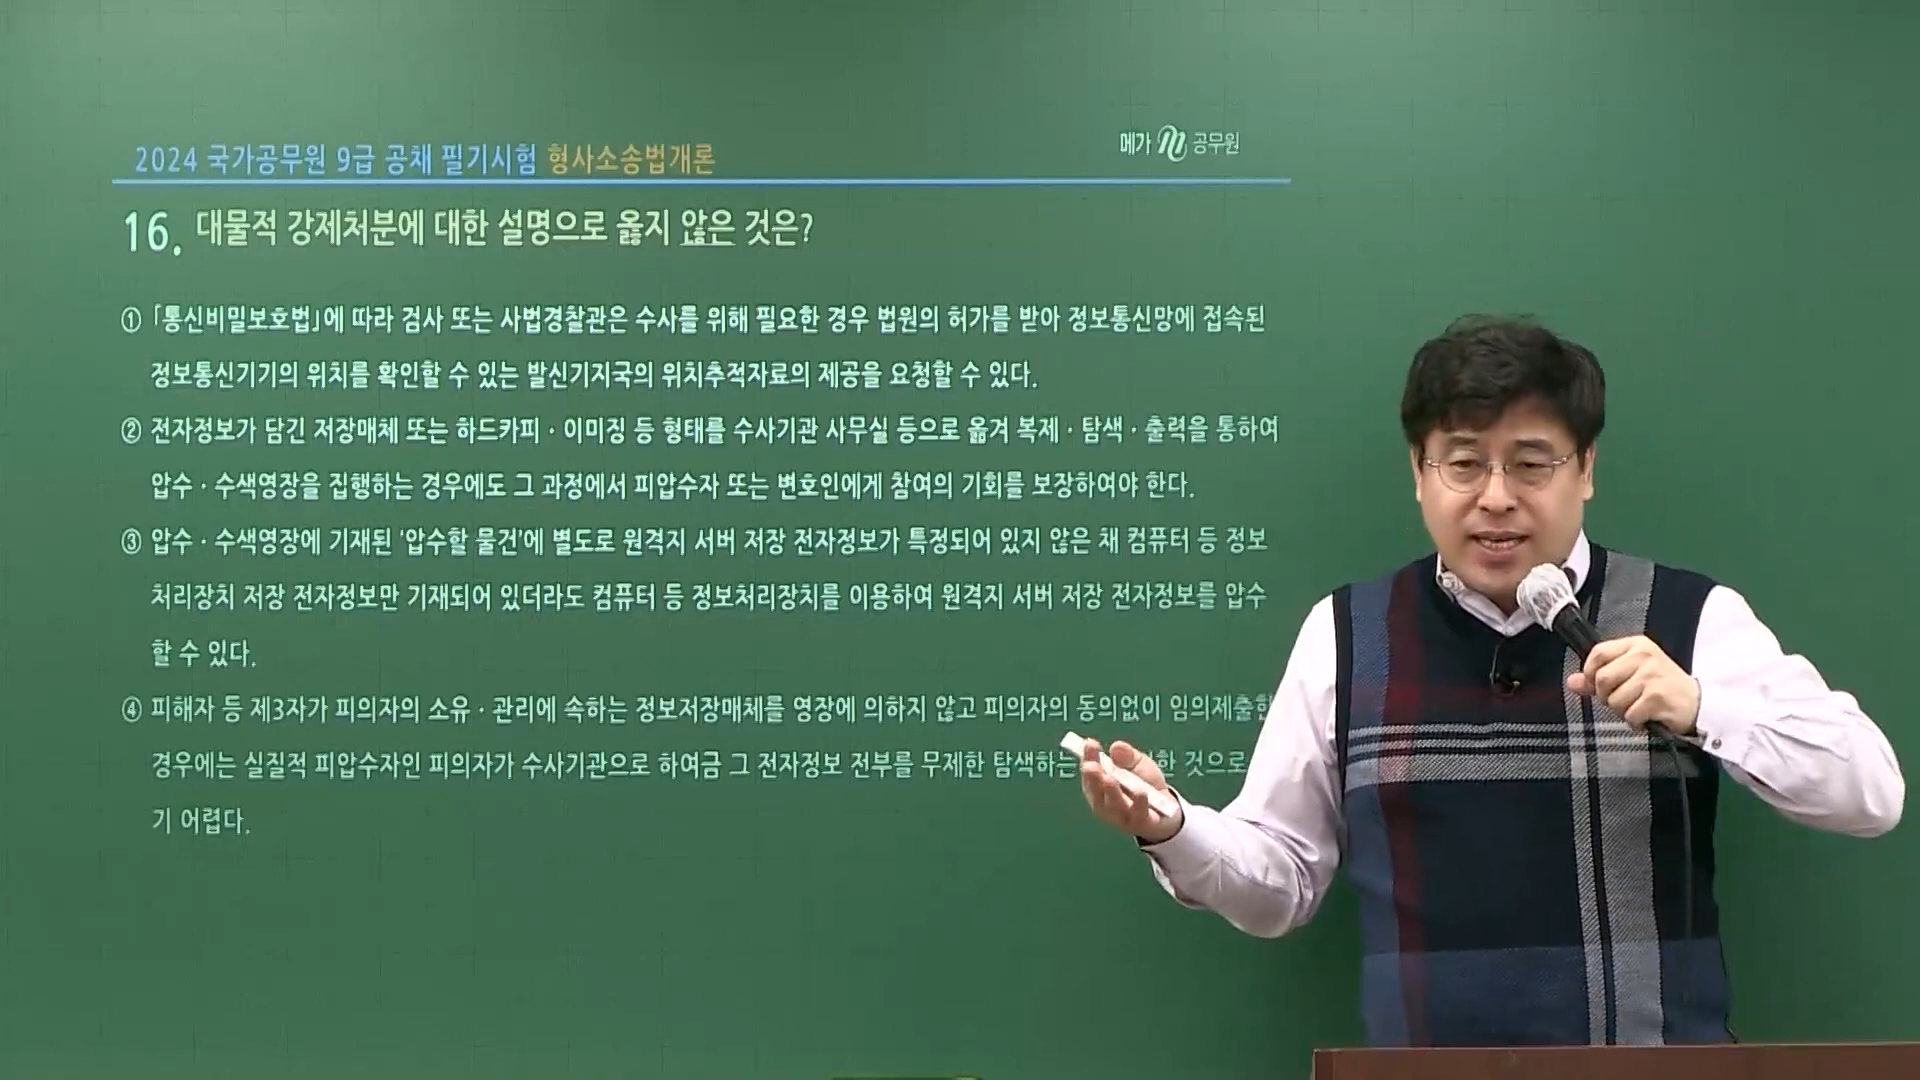 2024 국가공무원 9급 공채 필기시험 형사소송법개론
메가 공무원
16. 대물적 강제처분에 대한 설명으로 옳지 않은 것은?
① 「통신비밀보호법」에 따라 검사 또는 사법경찰관은 수사를 위해 필요한 경우 법원의 허가를 받아 정보통신망에 접속된
정보통신기기의 위치를 확인할 수 있는 발신기지국의 위치추적자료의 제공을 요청할 수 있다.
② 전자정보가 담긴 저장매체 또는 하드카피 · 이미징 등 형태를 수사기관 사무실 등으로 옮겨 복제 · 탐색 · 출력을 통하여
압수 · 수색영장을 집행하는 경우에도 그 과정에서 피압수자 또는 변호인에게 참여의 기회를 보장하여야 한다.
③ 압수 · 수색영장에 기재된 '압수할 물건'에 별도로 원격지 서버 저장 전자정보가 특정되어 있지 않은 채 컴퓨터 등 정보
처리장치 저장 전자정보만 기재되어 있더라도 컴퓨터 등 정보처리장치를 이용하여 원격지 서버 저장 전자정보를 압수
할 수 있다.
④ 피해자 등 제3자가 피의자의 소유 · 관리에 속하는 정보저장매체를 영장에 의하지 않고 피의자의 동의없이 임의제출한
경우에는 실질적 피압수자인 피의자가 수사기관으로 하여금 그 전자정보 전부를 무제한 탐색하는 것으로
기 어렵다.